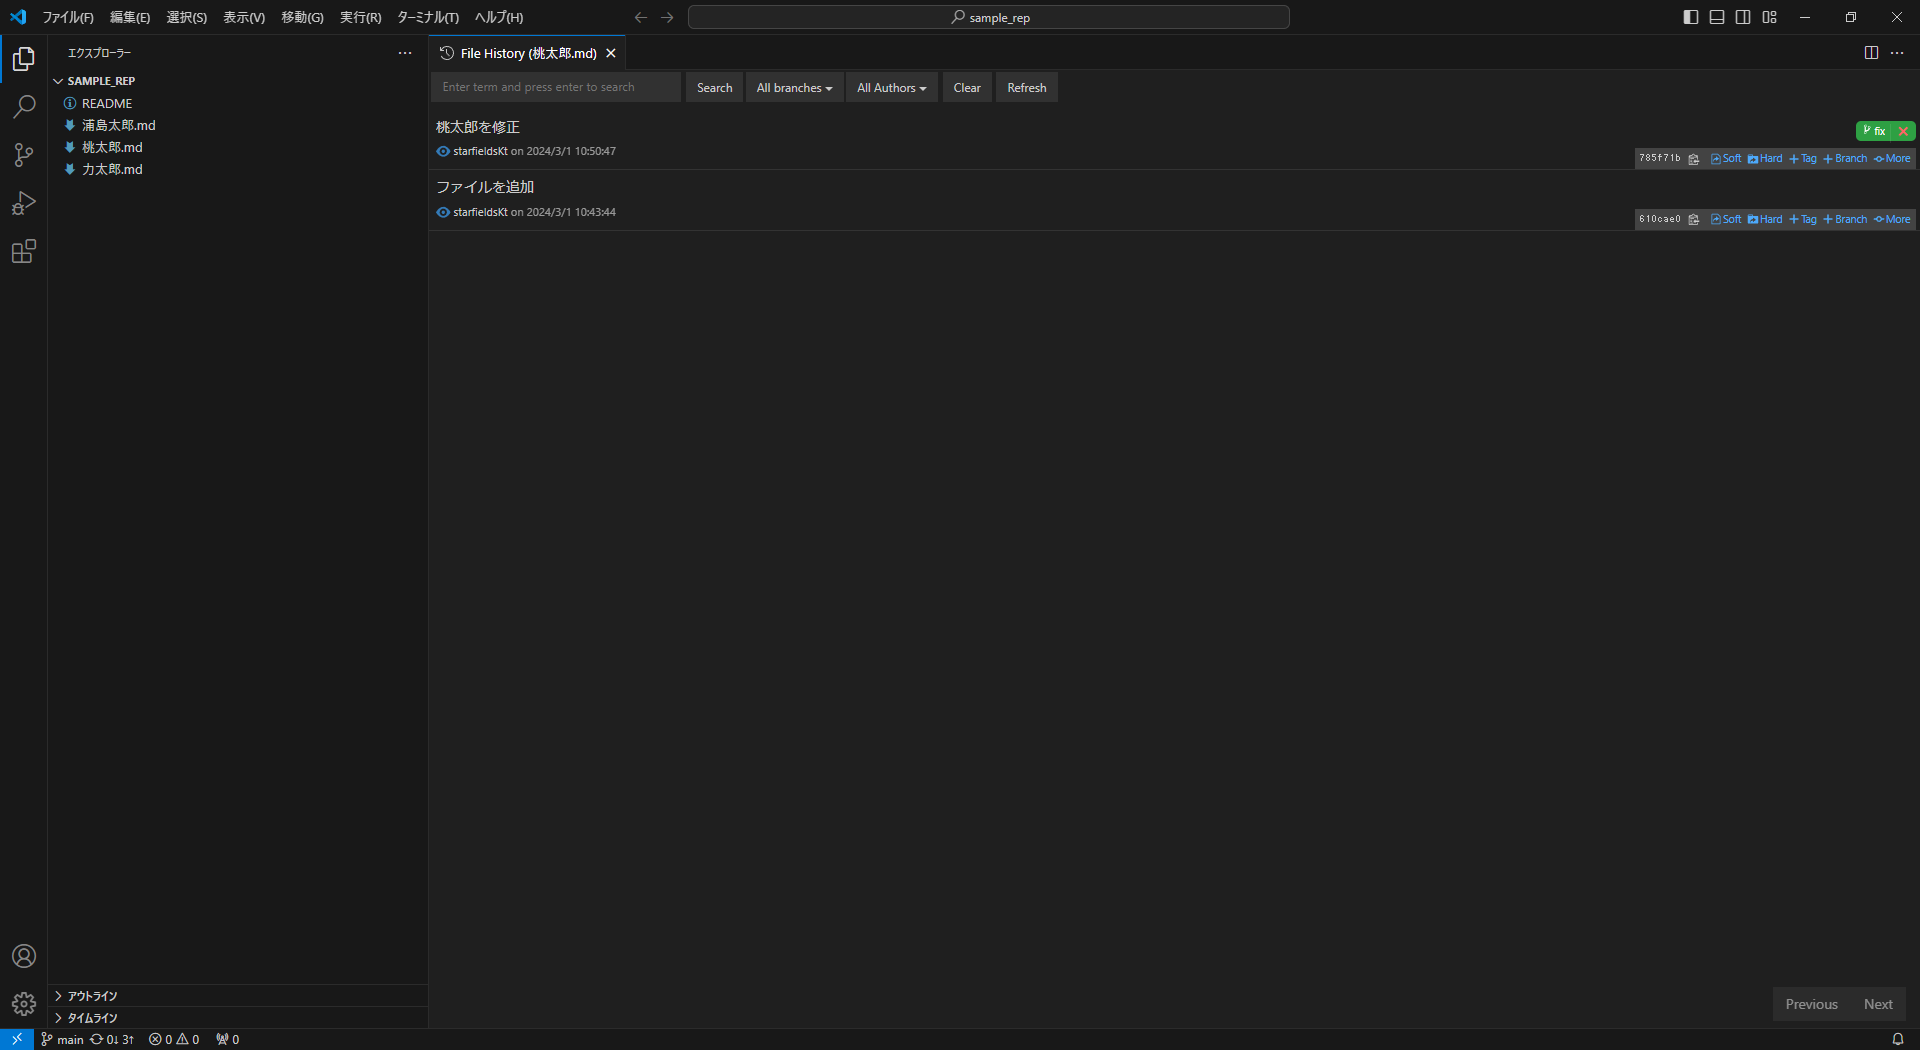 ファイル(F) 編集(E) 選択(S) 表示(V) 移動(G) 実行(R) ターミナル(T) ヘルプ(H)
sample_rep
エクスプローラー
SAMPLE_REP
README
浦島太郎.md
桃太郎.md
力太郎.md
アウトライン
タイムライン
File History (桃太郎.md)
Enter term and press enter to search Search All branches All Authors Clear Refresh
桃太郎を修正
fix
starfieldsKt on 2024/3/1 10:50:47
785f71b Soft Hard Tag Branch More
ファイルを追加
starfieldsKt on 2024/3/1 10:43:44
610cae0 Soft Hard Tag Branch More
Previous Next
main 0↓ 3↑ 0 0 0